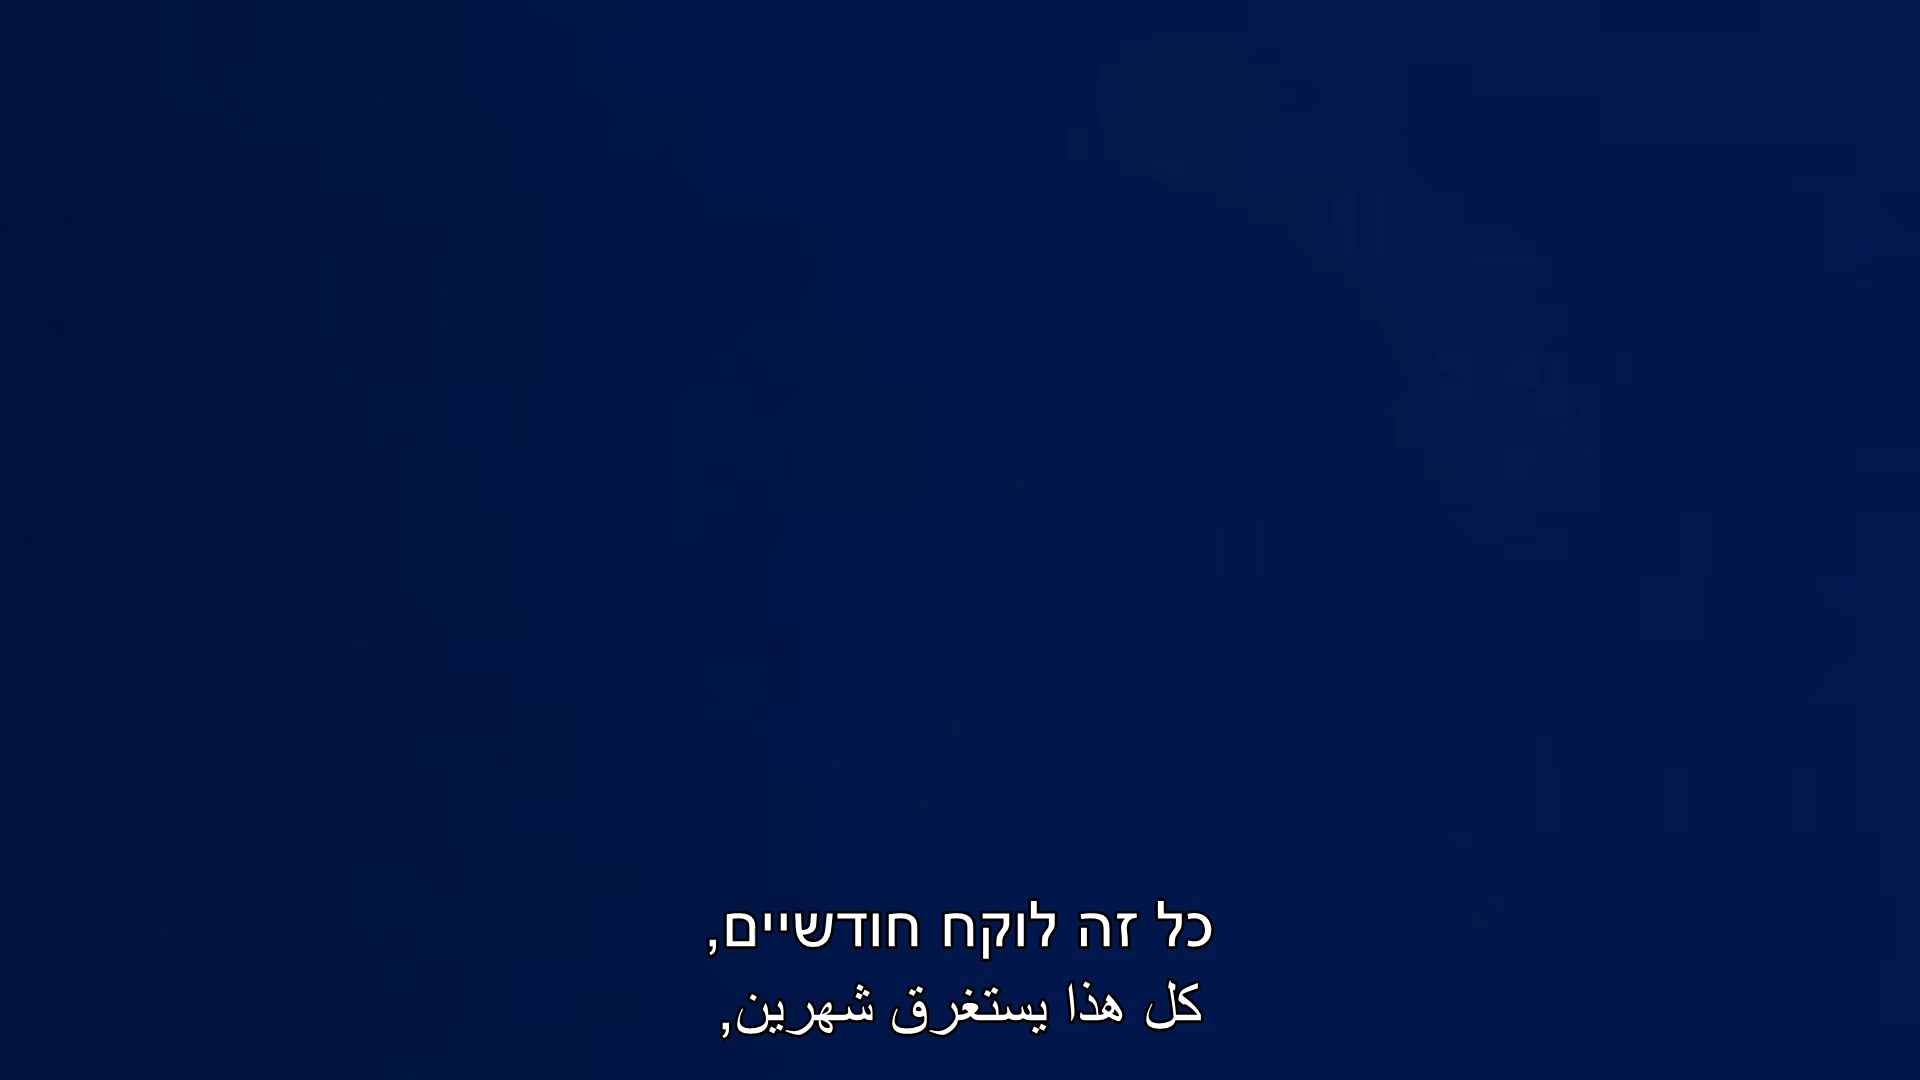 כל זה לוקח חודשיים,
كل هذا يستغرق شهرين,